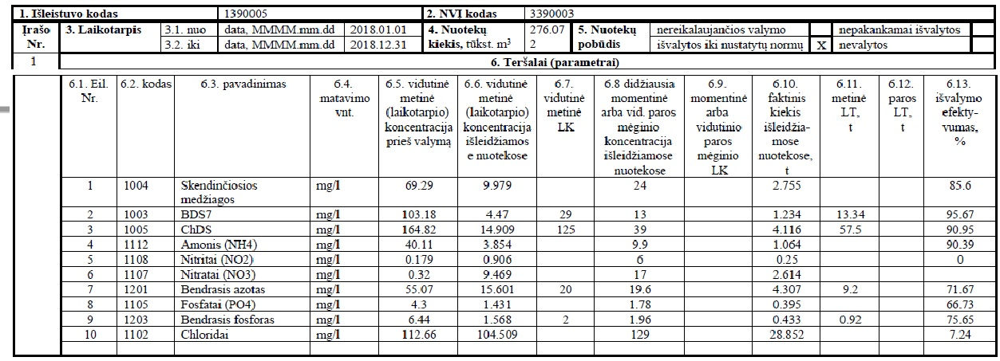 1. Išleistuvo kodas 1390005 2. NVĮ kodas 3390003
Įrašo Nr. 3. Laikotarpis 3.1. nuo data, MMMM.mm.dd 2018.01.01 4. Nuotekų kiekis, tūkst. m³ 276.072 5. Nuotekų pobūdis nereikalaujančios valymo nepakankamai išvalytos
3.2. iki data, MMMM.mm.dd 2018.12.31 išvalytos iki nustatytų normų X nevalytos
1 6. Teršalai (parametrai)
6.1. Eil. Nr. 6.2. kodas 6.3. pavadinimas 6.4. matavimo vnt. 6.5. vidutinė metinė (laikotarpio) koncentracija prieš valymą 6.6. vidutinė metinė (laikotarpio) koncentracija išleidžiamose nuotekose 6.7. vidutinė metinė LK 6.8 didžiausia momentinė arba vid. paros mėginio koncentracija išleidžiamose nuotekose 6.9. momentinė arba vidutinio paros mėginio LK 6.10. faktinis kiekis išleidžia-mose nuotekose, t 6.11. metinė LT, t 6.12. paros LT, t 6.13. išvalymo efekty-vumas, %
1 1004 Skendinčiosios medžiagos mg/l 69.29 9.979 24 2.755 85.6
2 1003 BDS7 mg/l 103.18 4.47 29 13 1.234 13.34 95.67
3 1005 ChDS mg/l 164.82 14.909 125 39 4.116 57.5 90.95
4 1112 Amonis (NH4) mg/l 40.11 3.854 9.9 1.064 90.39
5 1108 Nitritai (NO2) mg/l 0.179 0.906 6 0.25 0
6 1107 Nitratai (NO3) mg/l 0.32 9.469 17 2.614
7 1201 Bendrasis azotas mg/l 55.07 15.601 20 19.6 4.307 9.2 71.67
8 1105 Fosfatai (PO4) mg/l 4.3 1.431 1.78 0.395 66.73
9 1203 Bendrasis fosforas mg/l 6.44 1.568 2 1.96 0.433 0.92 75.65
10 1102 Chloridai mg/l 112.66 104.509 129 28.852 7.24